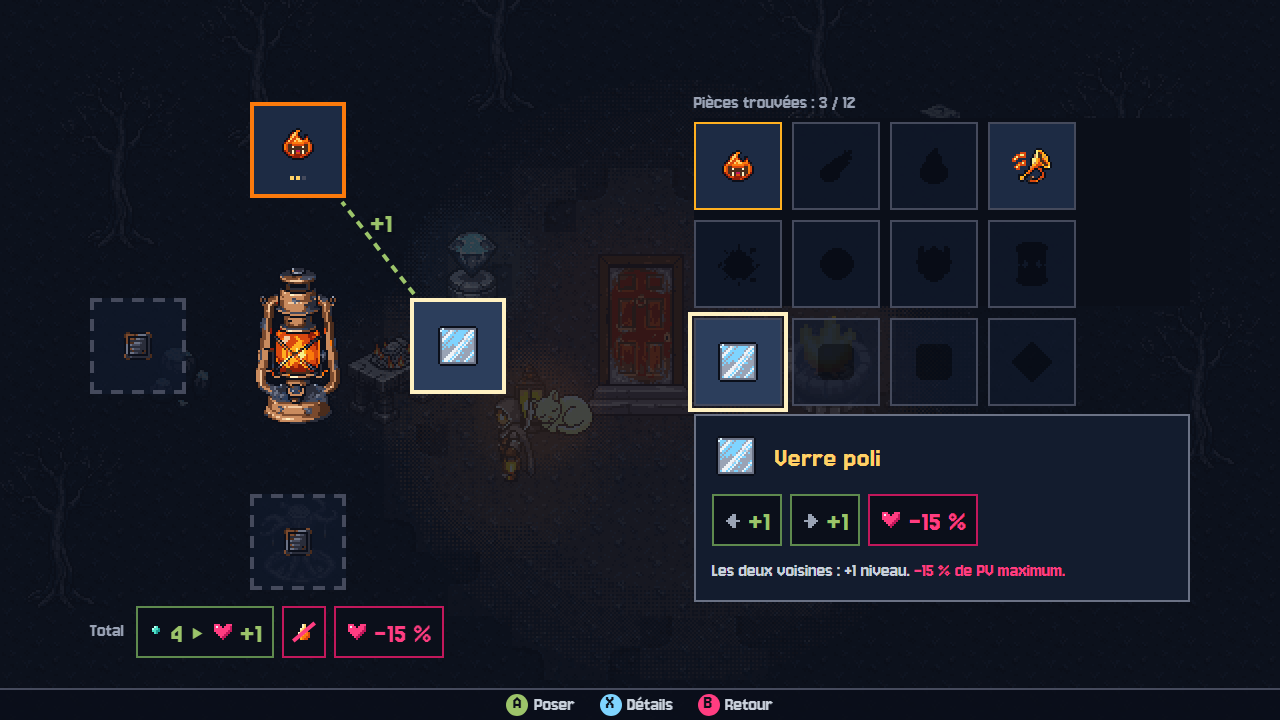 Pièces trouvées : 3 / 12
+1
Verre poli
+1 +1 -15 %
Les deux voisines : +1 niveau. -15 % de PV maximum.
Total 4 +1 -15 %
A Poser X Détails B Retour